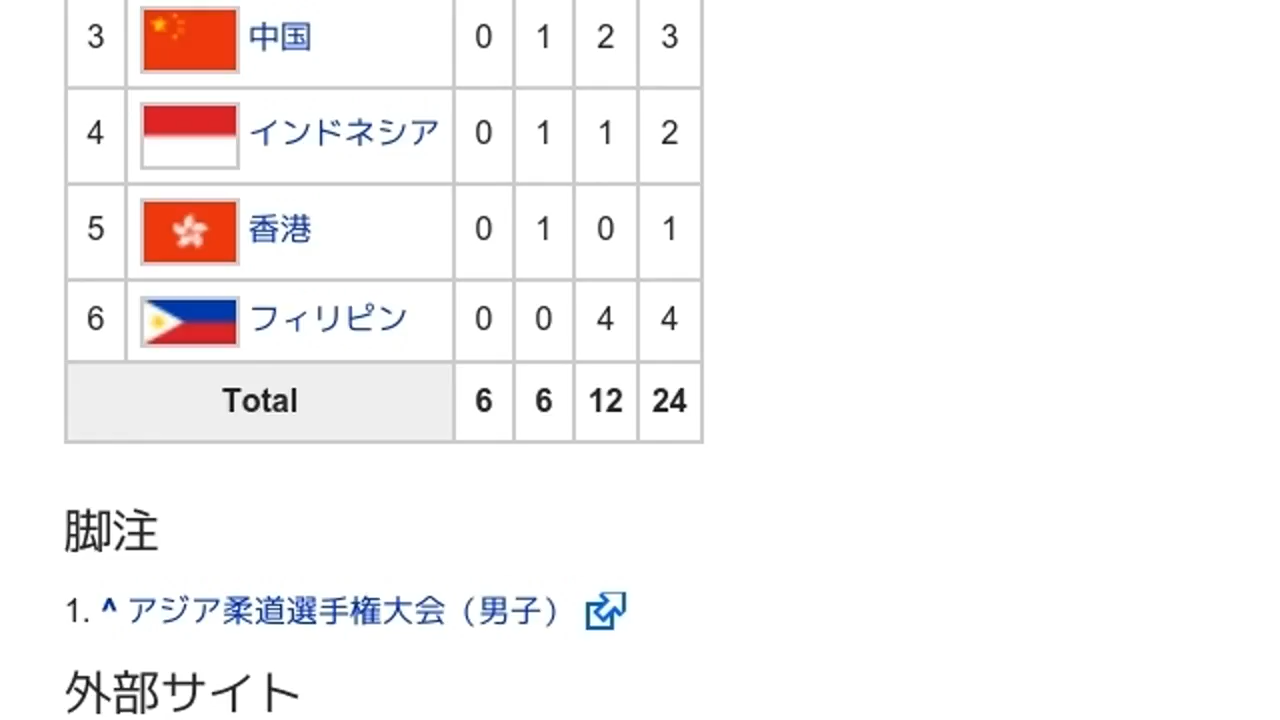 3 中国 0 1 2 3
4 インドネシア 0 1 1 2
5 香港 0 1 0 1
6 フィリピン 0 0 4 4
Total 6 6 12 24
脚注
1. ^ アジア柔道選手権大会（男子）
外部サイト